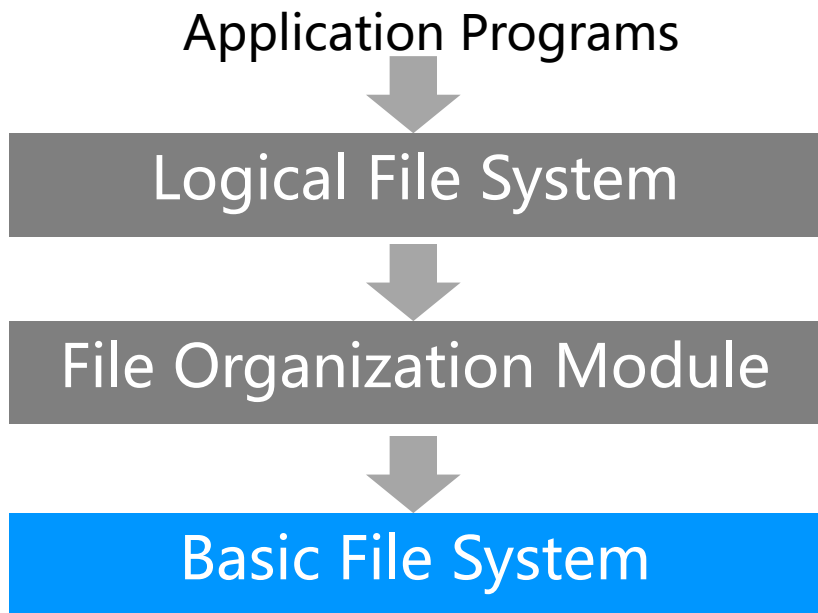 Application Programs
Logical File System
File Organization Module
Basic File System